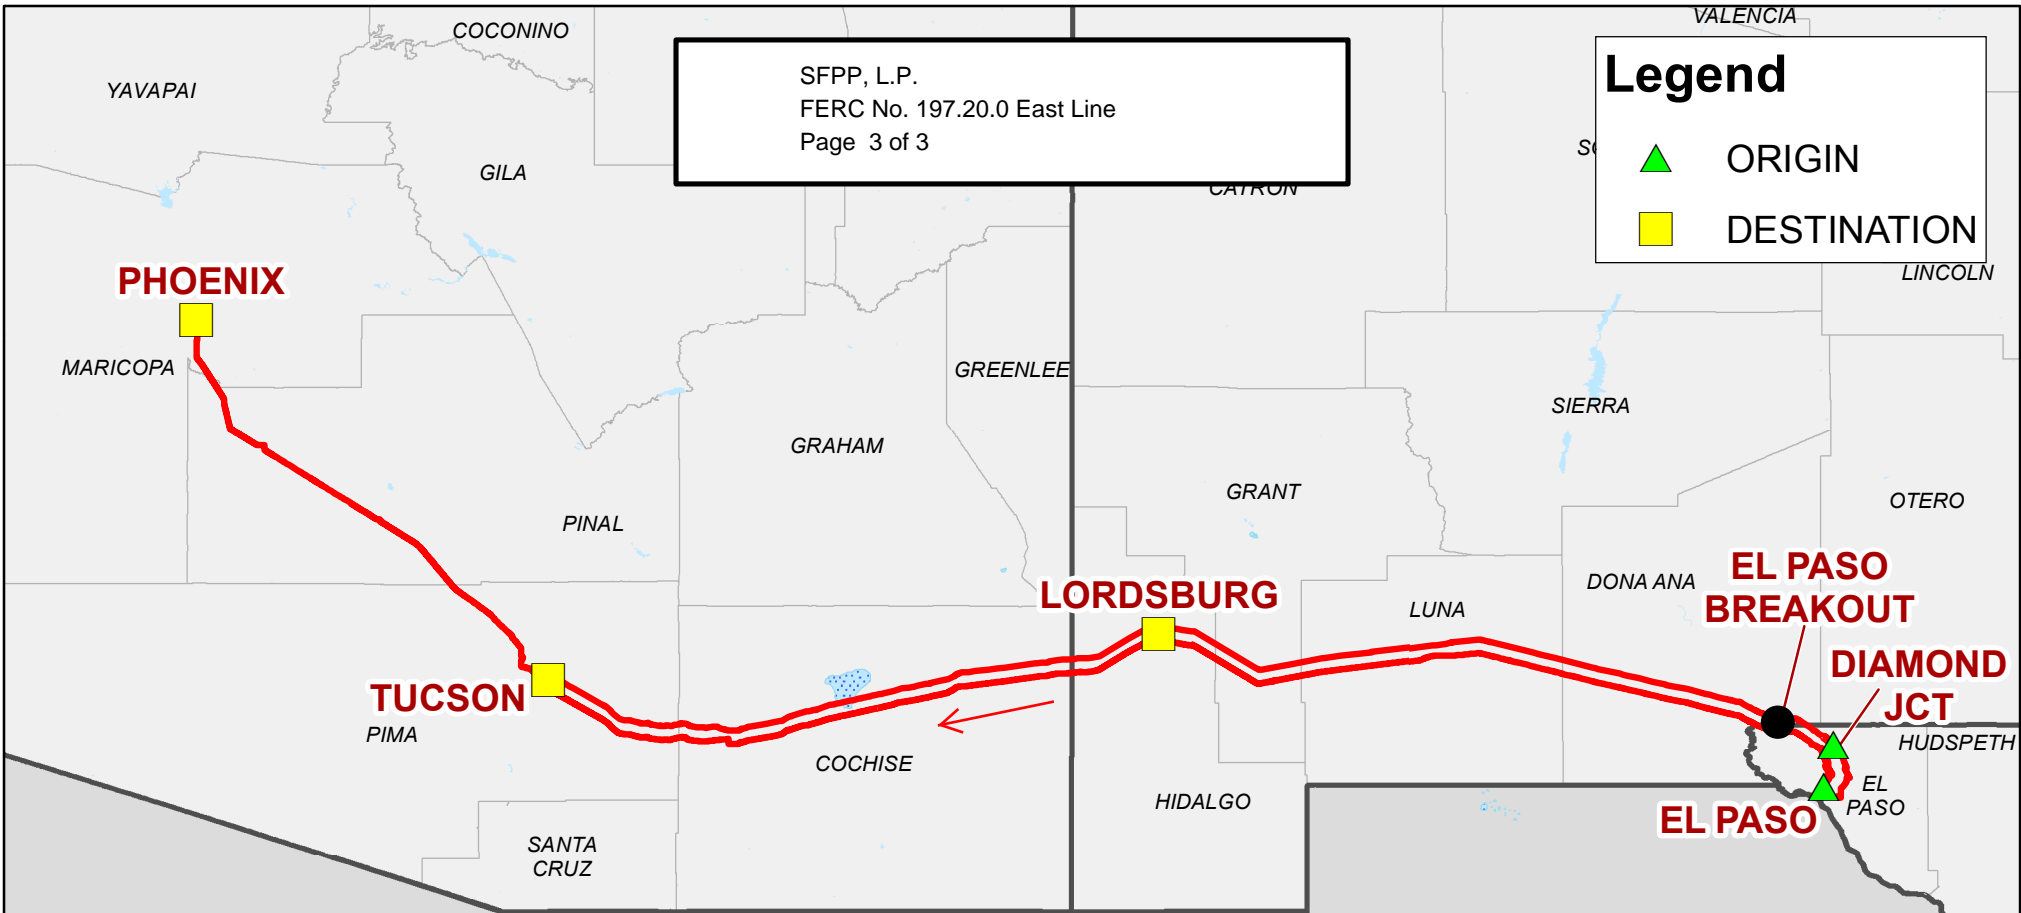 COCONINO
VALENCIA
YAVAPAI
SFPP, L.P.
FERC No. 197.20.0 East Line
Page 3 of 3
Legend
ORIGIN
DESTINATION
GILA
CATRON
LINCOLN
PHOENIX
MARICOPA
GREENLEE
SIERRA
GRAHAM
GRANT
OTERO
PINAL
EL PASO
BREAKOUT
DONA ANA
LORDSBURG
LUNA
DIAMOND
JCT
TUCSON
PIMA
HUDSPETH
COCHISE
HIDALGO
EL
PASO
EL PASO
SANTA
CRUZ